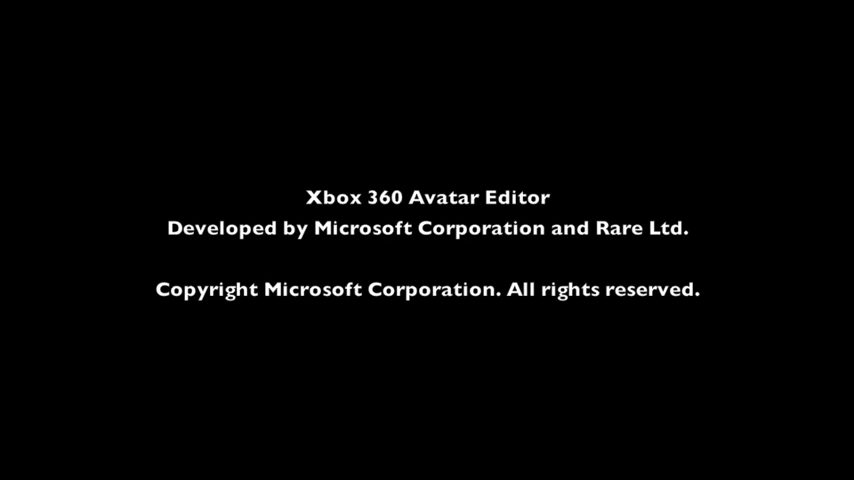 Xbox 360 Avatar Editor
Developed by Microsoft Corporation and Rare Ltd.
Copyright Microsoft Corporation. All rights reserved.